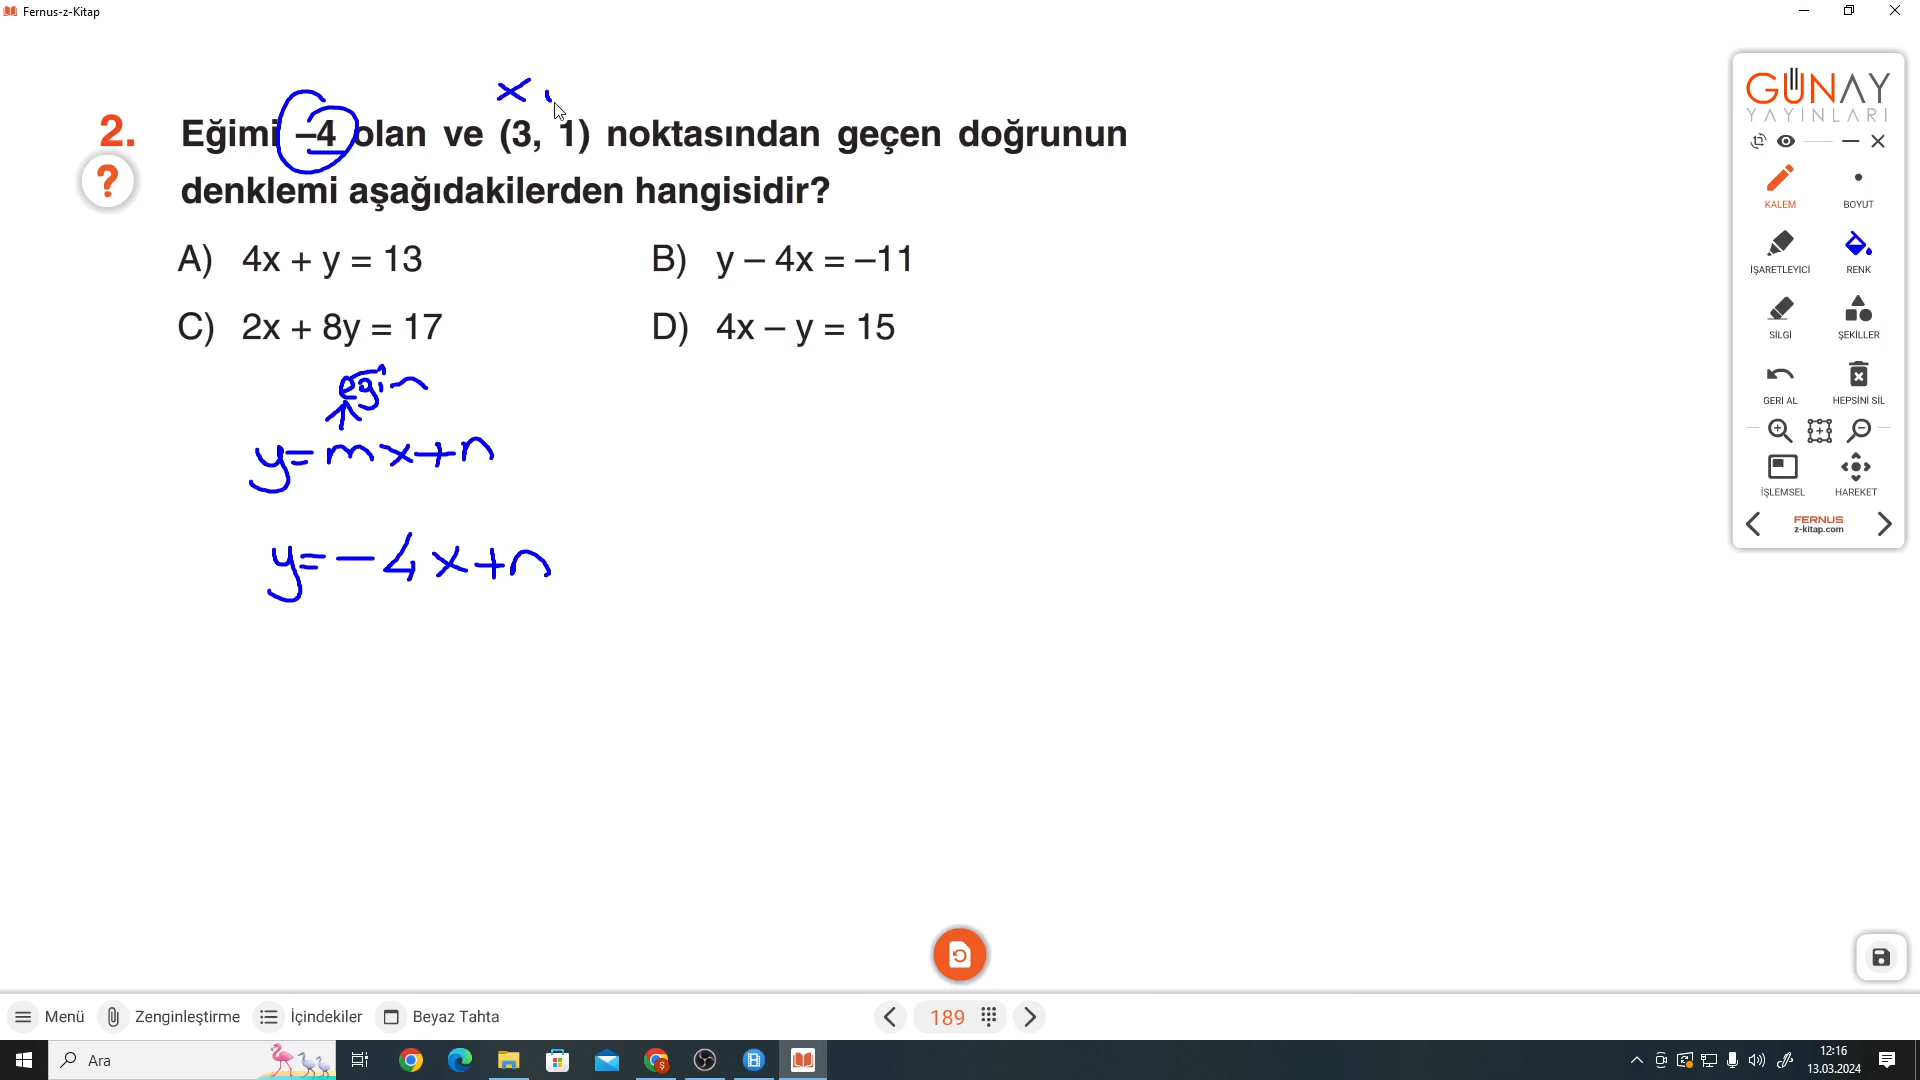 Fernus-z-Kitap
x
2. Eğimi –4 olan ve (3, 1) noktasından geçen doğrunun
? denklemi aşağıdakilerden hangisidir?
A) 4x + y = 13
B) y – 4x = –11
C) 2x + 8y = 17
D) 4x – y = 15
eğim
y=mx+n
y=-4x+n
GÜNAY
YAYINLARI
KALEM
BOYUT
İŞARETLEYİCİ
RENK
SİLGİ
ŞEKİLLER
GERİ AL
HEPSİNİ SİL
İŞLEMSEL
HAREKET
FERNUS
z-kitap.com
Menü
Zenginleştirme
İçindekiler
Beyaz Tahta
189
Ara
12:16
13.03.2024